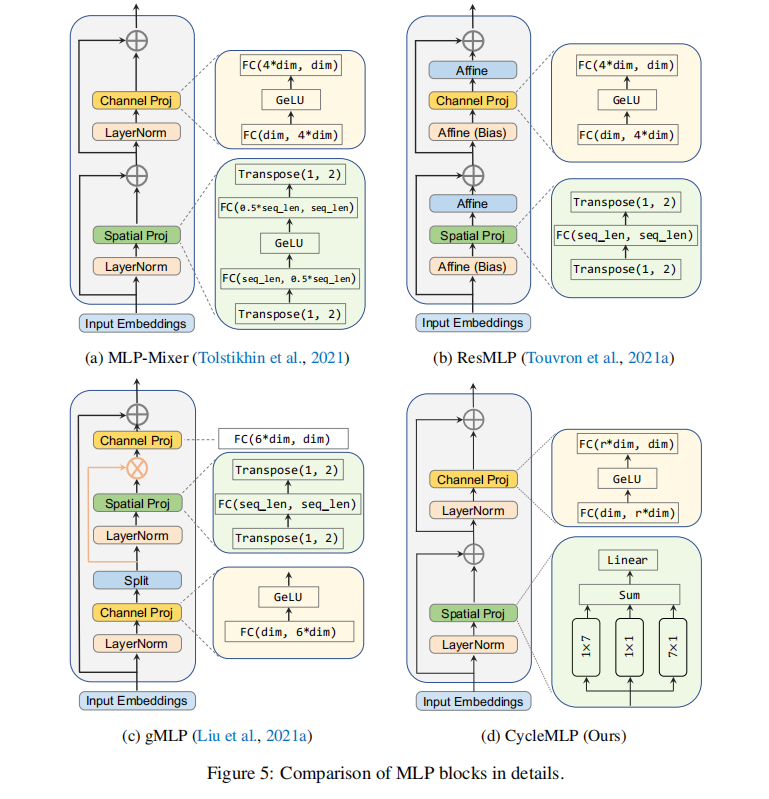 FC(4*dim, dim)
GeLU
FC(dim, 4*dim)
Channel Proj
LayerNorm
Transpose(1, 2)
FC(0.5*seq_len, seq_len)
GeLU
FC(seq_len, 0.5*seq_len)
Transpose(1, 2)
Spatial Proj
LayerNorm
Input Embeddings
(a) MLP-Mixer (Tolstikhin et al., 2021)
Affine
Channel Proj
Affine (Bias)
FC(4*dim, dim)
GeLU
FC(dim, 4*dim)
Affine
Spatial Proj
Affine (Bias)
Transpose(1, 2)
FC(seq_len, seq_len)
Transpose(1, 2)
Input Embeddings
(b) ResMLP (Touvron et al., 2021a)
Channel Proj
FC(6*dim, dim)
Spatial Proj
LayerNorm
Transpose(1, 2)
FC(seq_len, seq_len)
Transpose(1, 2)
Split
Channel Proj
LayerNorm
GeLU
FC(dim, 6*dim)
Input Embeddings
(c) gMLP (Liu et al., 2021a)
Channel Proj
LayerNorm
FC(r*dim, dim)
GeLU
FC(dim, r*dim)
Spatial Proj
LayerNorm
Linear
Sum
1×7
1×1
7×1
Input Embeddings
(d) CycleMLP (Ours)
Figure 5: Comparison of MLP blocks in details.